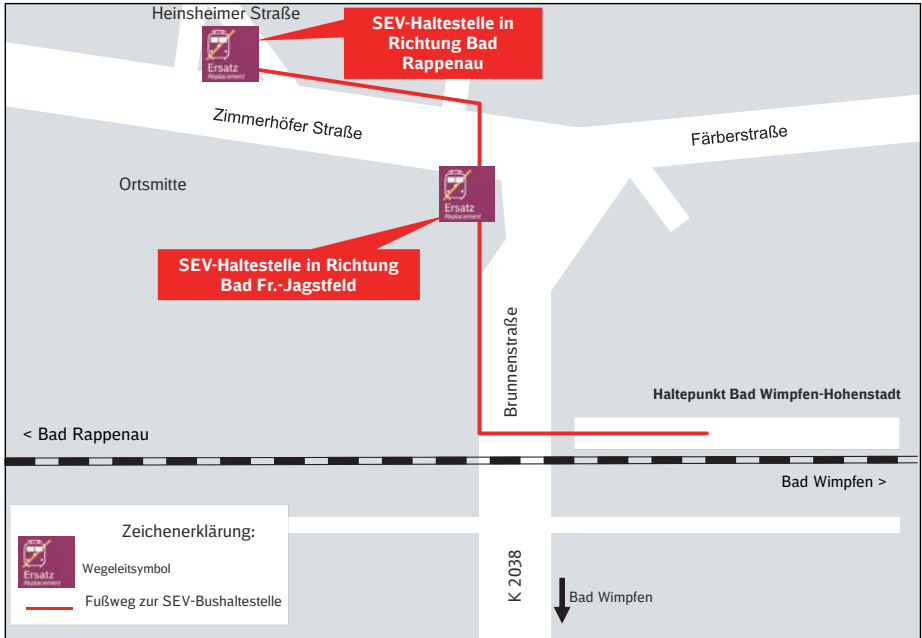 Heinsheimer Straße
SEV-Haltestelle in
Richtung Bad
Rappenau
Ersatz
Replacement
Zimmerhöfer Straße
Färberstraße
Ortsmitte
Ersatz
Replacement
SEV-Haltestelle in Richtung
Bad Fr.-Jagstfeld
Brunnenstraße
Haltepunkt Bad Wimpfen-Hohenstadt
< Bad Rappenau
Bad Wimpfen >
Zeichenerklärung:
Ersatz
Replacement
Wegeleitsymbol
Fußweg zur SEV-Bushaltestelle
K 2038
Bad Wimpfen